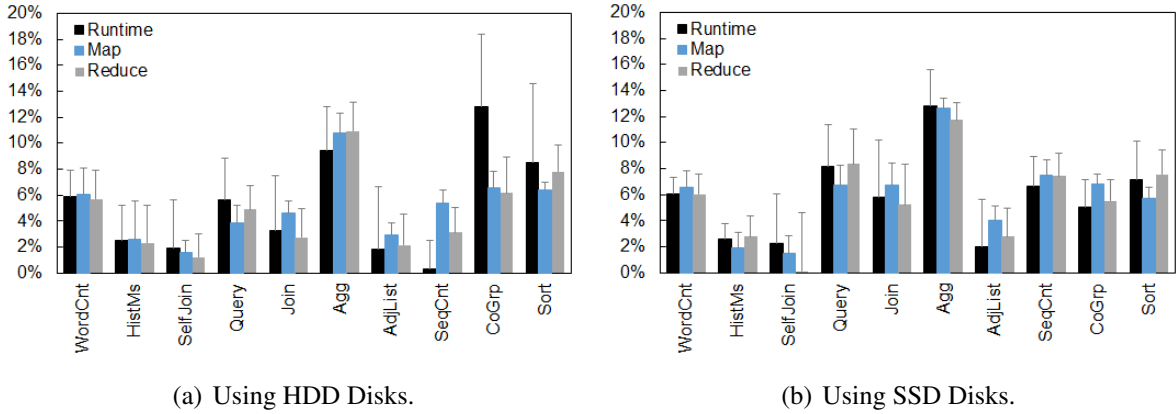 20%
18%
16%
14%
12%
10%
8%
6%
4%
2%
0%
Runtime
Map
Reduce
WordCnt
HistMs
SelfJoin
Query
Join
Agg
AdjList
SeqCnt
CoGrp
Sort
(a) Using HDD Disks.
20%
18%
16%
14%
12%
10%
8%
6%
4%
2%
0%
Runtime
Map
Reduce
WordCnt
HistMs
SelfJoin
Query
Join
Agg
AdjList
SeqCnt
CoGrp
Sort
(b) Using SSD Disks.